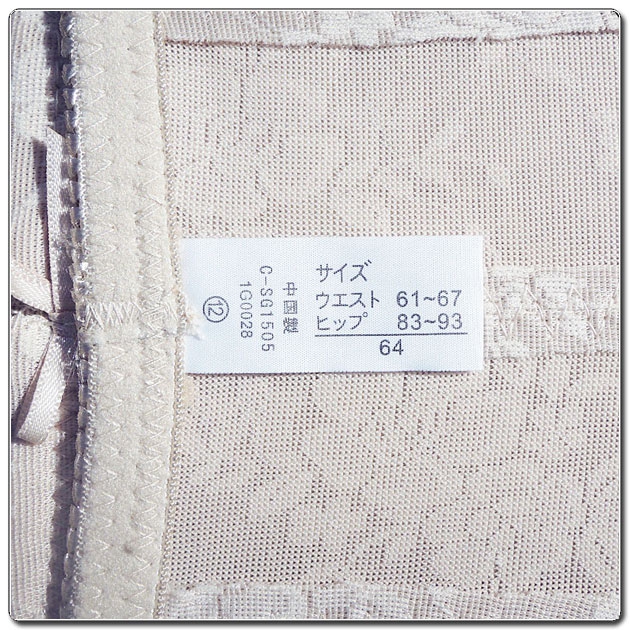 サイズ
ウエスト 61~67
ヒップ 83~93
64
中国製
C-SG1505
1G0028
⑫